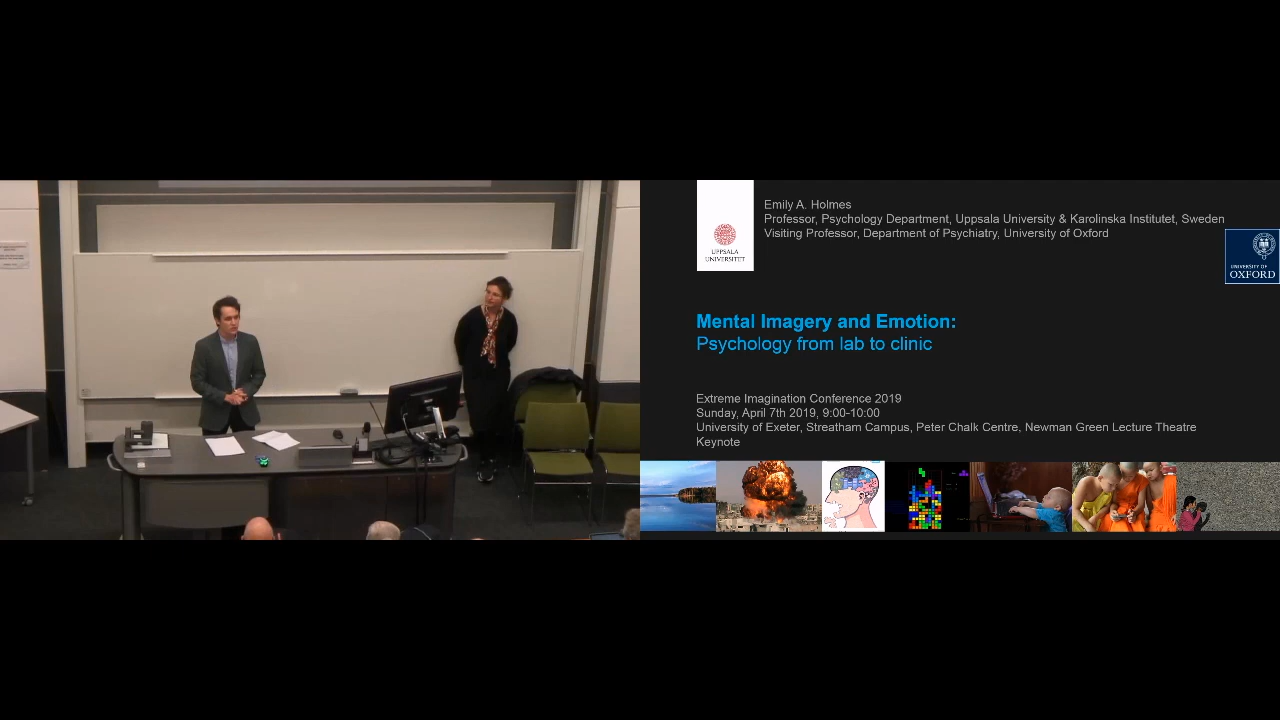 Emily A. Holmes
Professor, Psychology Department, Uppsala University & Karolinska Institutet, Sweden
Visiting Professor, Department of Psychiatry, University of Oxford
UPPSALA
UNIVERSITET
UNIVERSITY OF
OXFORD
Mental Imagery and Emotion:
Psychology from lab to clinic
Extreme Imagination Conference 2019
Sunday, April 7th 2019, 9:00-10:00
University of Exeter, Streatham Campus, Peter Chalk Centre, Newman Green Lecture Theatre
Keynote